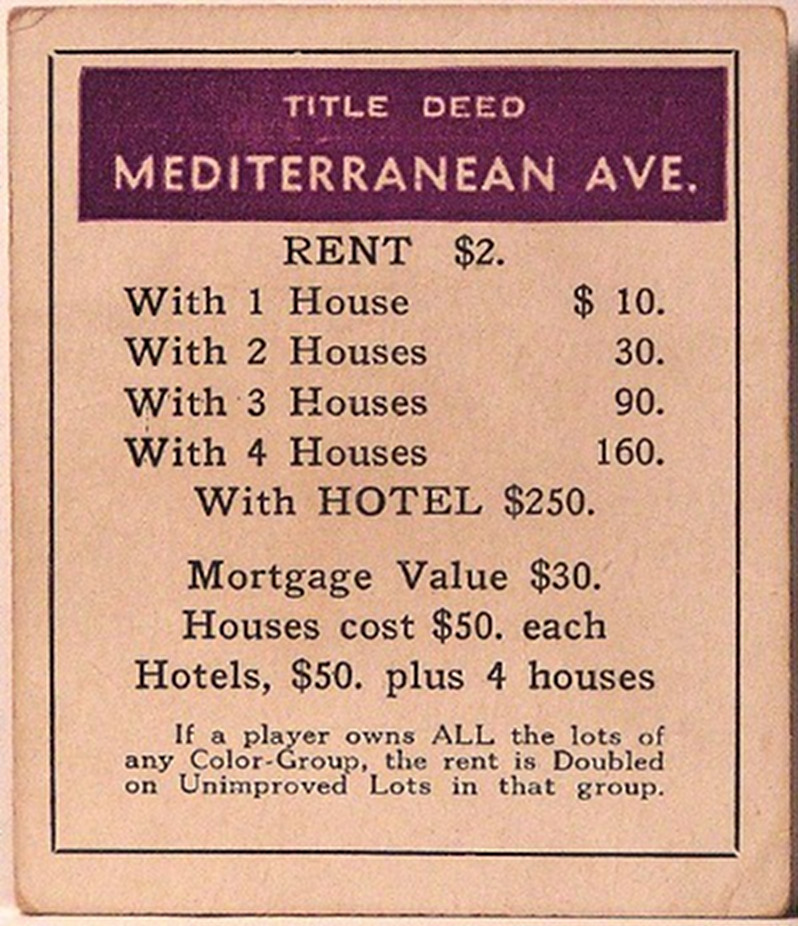 TITLE DEED
MEDITERRANEAN AVE.
RENT $2.
With 1 House $ 10.
With 2 Houses 30.
With 3 Houses 90.
With 4 Houses 160.
With HOTEL $250.
Mortgage Value $30.
Houses cost $50. each
Hotels, $50. plus 4 houses
If a player owns ALL the lots of
any Color-Group, the rent is Doubled
on Unimproved Lots in that group.